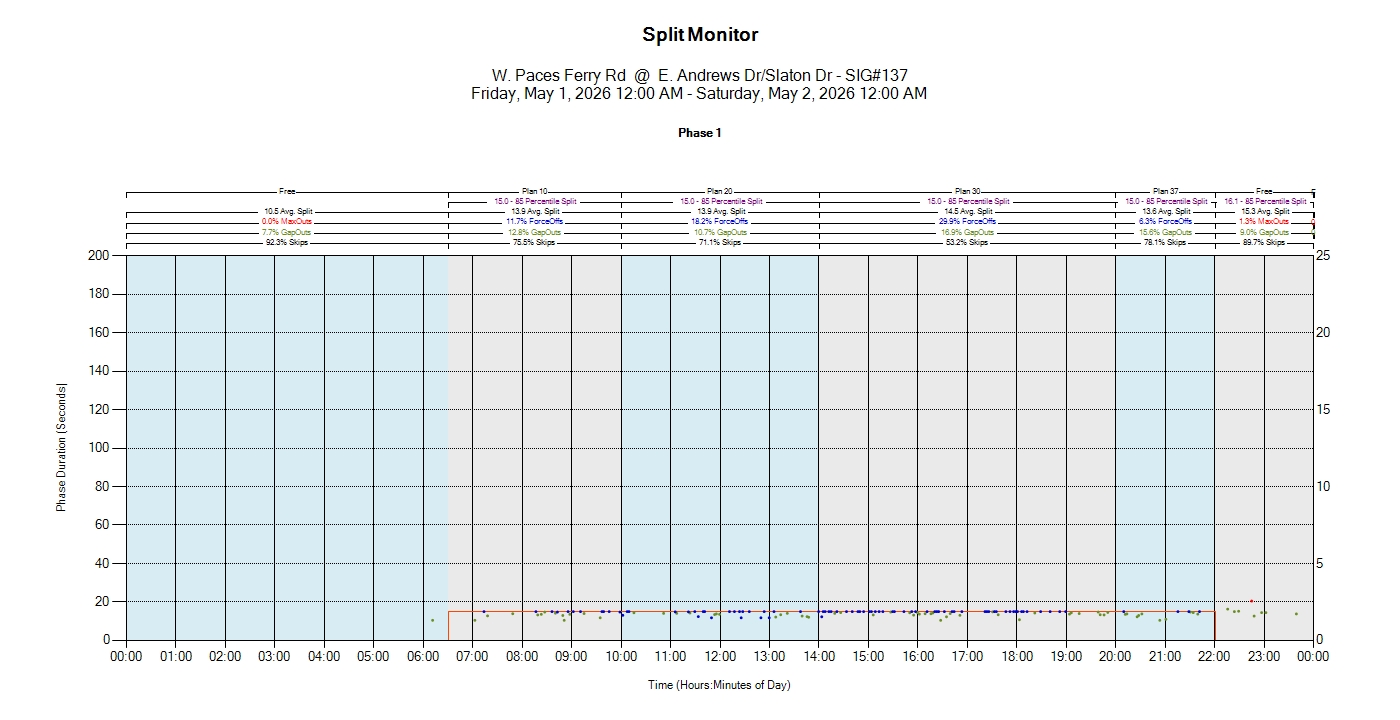 Split Monitor
W. Paces Ferry Rd @ E. Andrews Dr/Slaton Dr - SIG#137
Friday, May 1, 2026 12:00 AM - Saturday, May 2, 2026 12:00 AM
Phase 1
Free Plan 10 Plan 20 Plan 30 Plan 37 Free
15.0 - 85 Percentile Split 15.0 - 85 Percentile Split 15.0 - 85 Percentile Split 15.0 - 85 Percentile Split 16.1 - 85 Percentile Split
10.5 Avg. Split 13.9 Avg. Split 13.9 Avg. Split 14.5 Avg. Split 13.6 Avg. Split 15.3 Avg. Split
0.0% MaxOuts 11.7% ForceOffs 18.2% ForceOffs 29.9% ForceOffs 6.3% ForceOffs 1.3% MaxOuts
7.7% GapOuts 12.8% GapOuts 10.7% GapOuts 16.9% GapOuts 15.6% GapOuts 9.0% GapOuts
92.3% Skips 75.5% Skips 71.1% Skips 53.2% Skips 78.1% Skips 89.7% Skips
200 25
180
160 20
140
120 15
100
80 10
60
40 5
20
0 0
Phase Duration (Seconds)
00:00 01:00 02:00 03:00 04:00 05:00 06:00 07:00 08:00 09:00 10:00 11:00 12:00 13:00 14:00 15:00 16:00 17:00 18:00 19:00 20:00 21:00 22:00 23:00 00:00
Time (Hours:Minutes of Day)